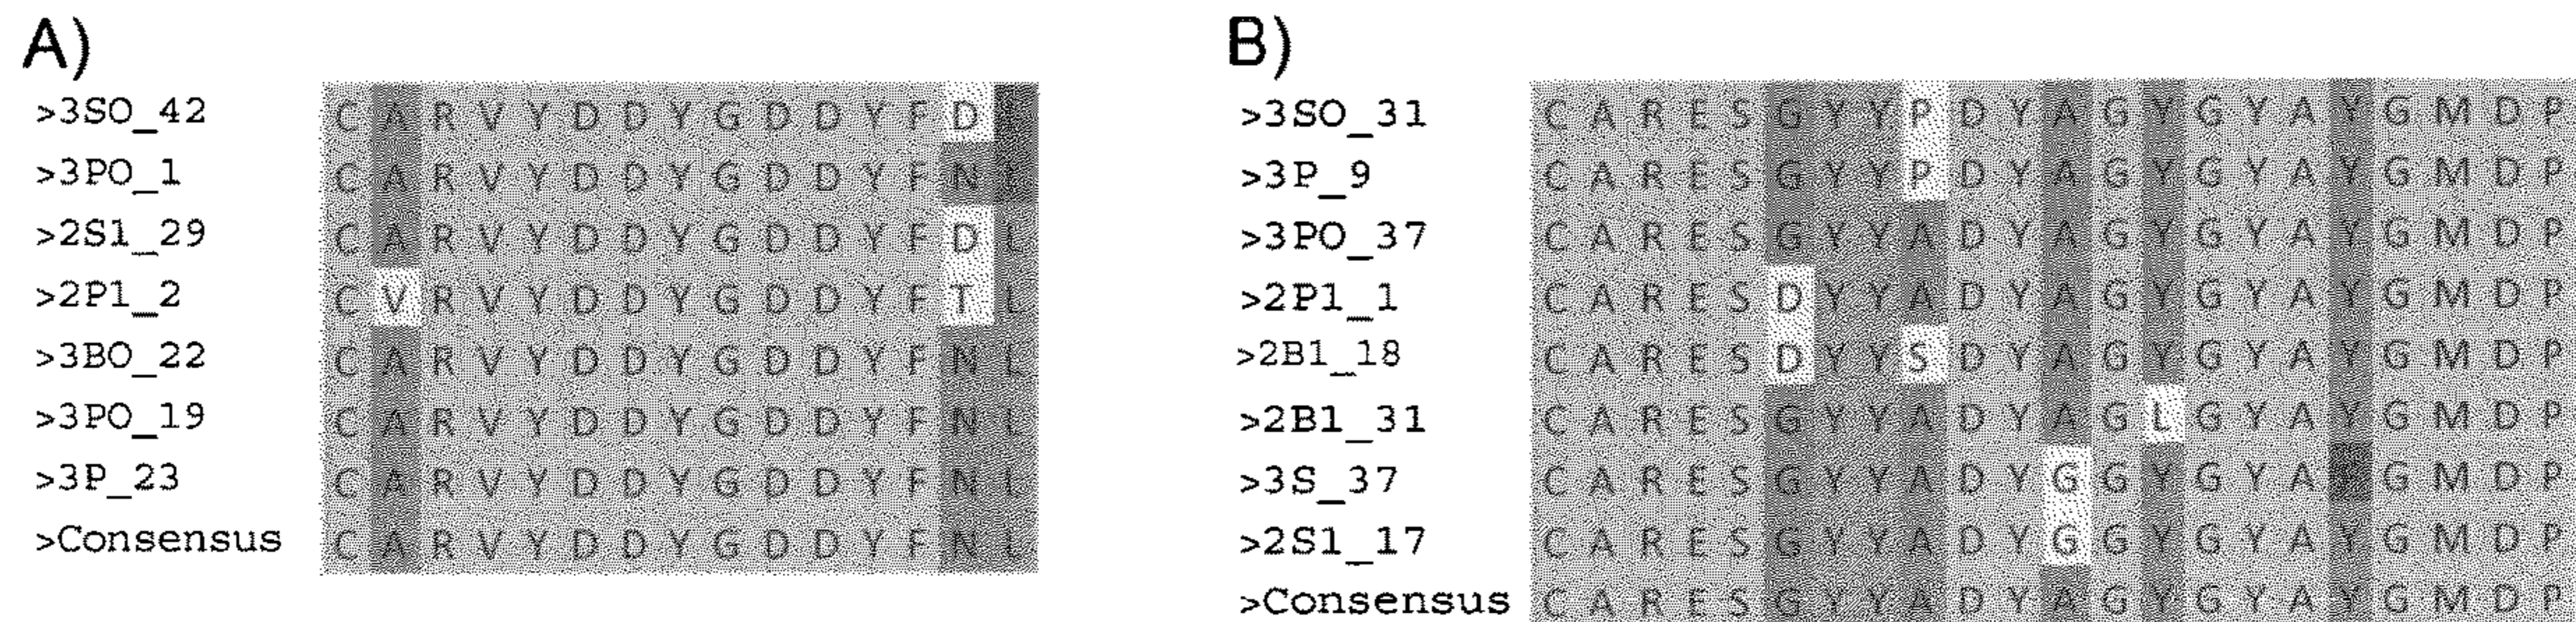 A)
>3SO_42 C A R V Y D D Y G D D Y F D
>3PO_1 C A R V Y D D Y G D D Y F N
>2S1_29 C A R V Y D D Y G D D Y F D L
>2P1_2 C V R V Y D D Y G D D Y F T L
>3BO_22 C A R V Y D D Y G D D Y F N L
>3PO_19 C A R V Y D D Y G D D Y F N L
>3P_23 C A R V Y D D Y G D D Y F N L
>Consensus C A R V Y D D Y G D D Y F N L
B)
>3SO_31 C A R E S G Y Y P D Y A G Y G Y A Y G M D P
>3P_9 C A R E S G Y Y P D Y A G Y G Y A Y G M D P
>3PO_37 C A R E S G Y Y A D Y A G Y G Y A Y G M D P
>2P1_1 C A R E S D Y Y A D Y A G Y G Y A Y G M D P
>2B1_18 C A R E S D Y Y S D Y A G Y G Y A Y G M D P
>2B1_31 C A R E S G Y Y A D Y A G L G Y A Y G M D P
>3S_37 C A R E S G Y Y A D Y G G Y G Y A G M D P
>2S1_17 C A R E S G Y Y A D Y G G Y G Y A Y G M D P
>Consensus C A R E S G Y Y A D Y A G Y G Y A Y G M D P